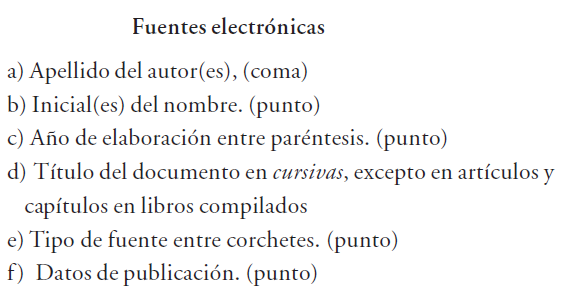 Fuentes electrónicas
a) Apellido del autor(es), (coma)
b) Inicial(es) del nombre. (punto)
c) Año de elaboración entre paréntesis. (punto)
d) Título del documento en cursivas, excepto en artículos y
capítulos en libros compilados
e) Tipo de fuente entre corchetes. (punto)
f) Datos de publicación. (punto)